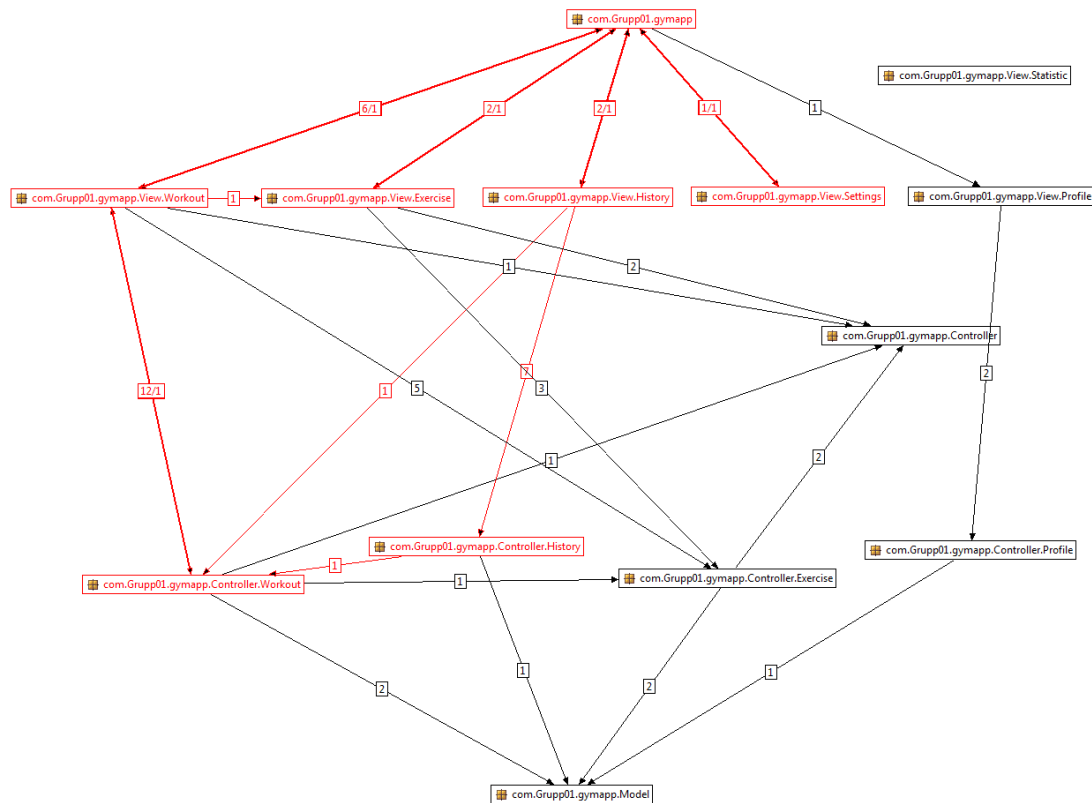 com.Grupp01.gymapp
com.Grupp01.gymapp.View.Statistic
6/1
2/1
2/1
1/1
1
com.Grupp01.gymapp.View.Workout
1
com.Grupp01.gymapp.View.Exercise
com.Grupp01.gymapp.View.History
com.Grupp01.gymapp.View.Settings
com.Grupp01.gymapp.View.Profile
1
2
com.Grupp01.gymapp.Controller
7
2
12/1
1
5
3
1
2
com.Grupp01.gymapp.Controller.History
com.Grupp01.gymapp.Controller.Profile
1
com.Grupp01.gymapp.Controller.Workout
1
com.Grupp01.gymapp.Controller.Exercise
2
1
2
1
com.Grupp01.gymapp.Model